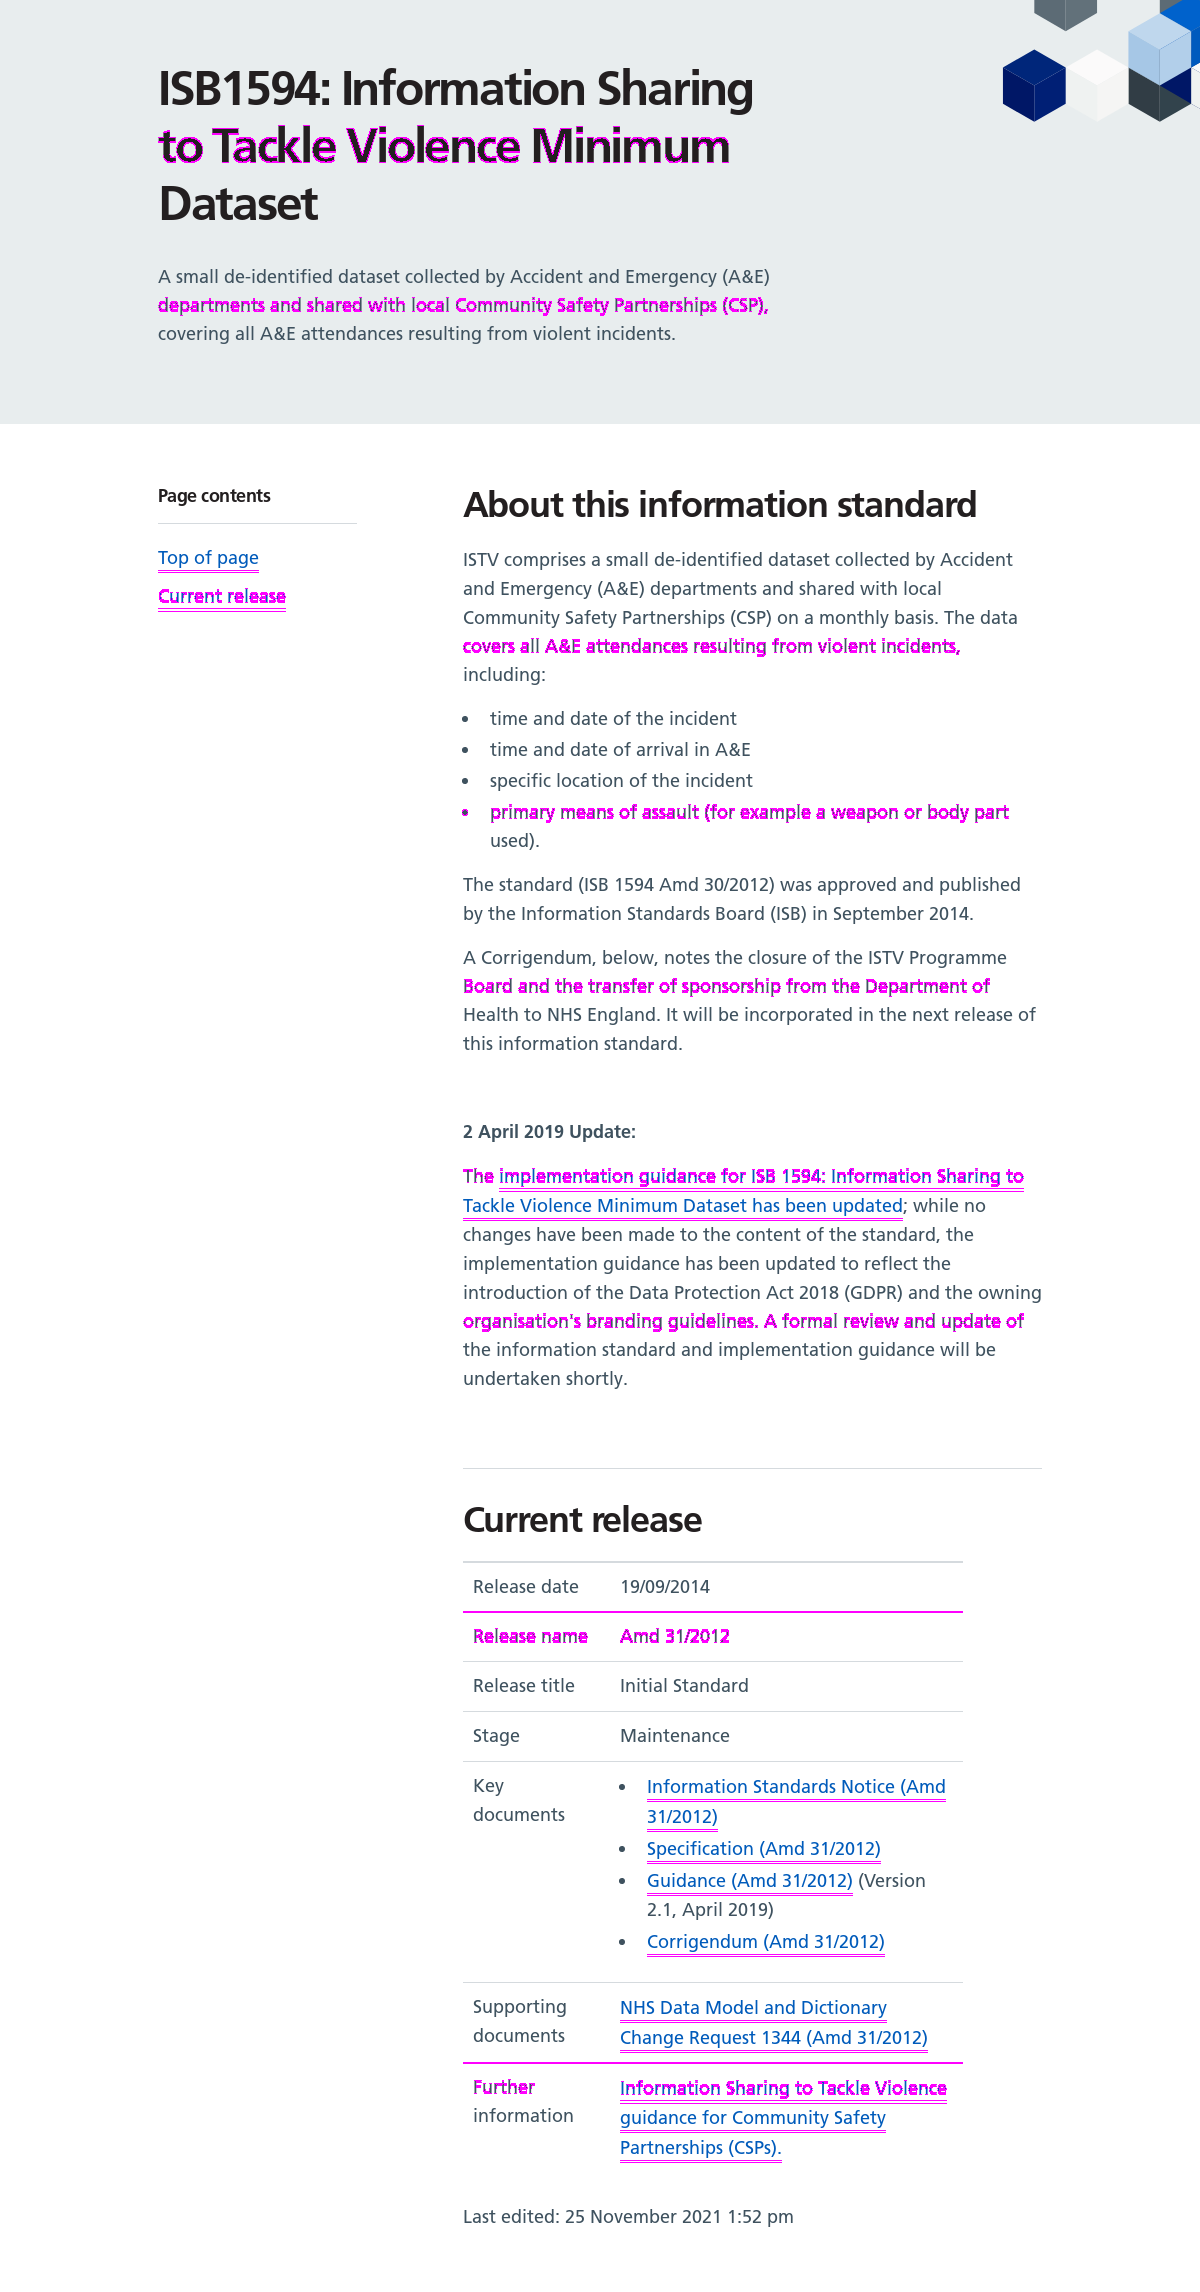 ISB1594: Information Sharing
to Tackle Violence Minimum
Dataset
A small de-identified dataset collected by Accident and Emergency (A&E)
departments and shared with local Community Safety Partnerships (CSP),
covering all A&E attendances resulting from violent incidents.
Page contents
Top of page
Current release
About this information standard
ISTV comprises a small de-identified dataset collected by Accident
and Emergency (A&E) departments and shared with local
Community Safety Partnerships (CSP) on a monthly basis. The data
covers all A&E attendances resulting from violent incidents,
including:
• time and date of the incident
• time and date of arrival in A&E
• specific location of the incident
• primary means of assault (for example a weapon or body part
used).
The standard (ISB 1594 Amd 30/2012) was approved and published
by the Information Standards Board (ISB) in September 2014.
A Corrigendum, below, notes the closure of the ISTV Programme
Board and the transfer of sponsorship from the Department of
Health to NHS England. It will be incorporated in the next release of
this information standard.
2 April 2019 Update:
The implementation guidance for ISB 1594: Information Sharing to
Tackle Violence Minimum Dataset has been updated; while no
changes have been made to the content of the standard, the
implementation guidance has been updated to reflect the
introduction of the Data Protection Act 2018 (GDPR) and the owning
organisation's branding guidelines. A formal review and update of
the information standard and implementation guidance will be
undertaken shortly.
Current release
Release date 19/09/2014
Release name Amd 31/2012
Release title Initial Standard
Stage Maintenance
Key
documents
• Information Standards Notice (Amd
31/2012)
• Specification (Amd 31/2012)
• Guidance (Amd 31/2012) (Version
2.1, April 2019)
• Corrigendum (Amd 31/2012)
Supporting
documents
NHS Data Model and Dictionary
Change Request 1344 (Amd 31/2012)
Further
information
Information Sharing to Tackle Violence
guidance for Community Safety
Partnerships (CSPs).
Last edited: 25 November 2021 1:52 pm